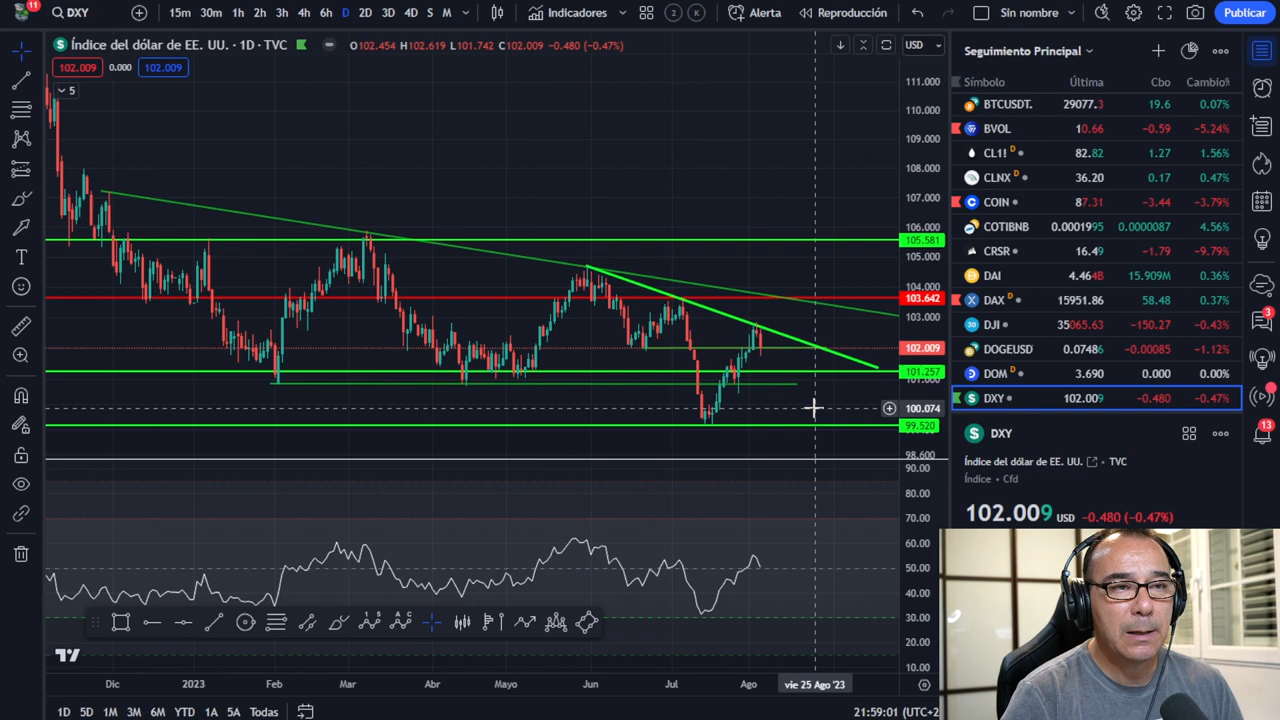 11 DXY 15m 30m 1h 2h 3h 4h 6h D 2D 3D 4D S M Indicadores 2 K Alerta Reproducción Sin nombre Publicar
Índice del dólar de EE. UU. · 1D · TVC O102.454 H102.619 L101.742 C102.009 -0.480 (-0.47%) USD
102.009 0.000 102.009
5
111.000
110.000
109.000
108.000
107.000
106.000
105.581
105.000
104.000
103.642
103.000
102.009
101.257
101.000
100.074
99.520
98.600
90.00
80.00
70.00
60.00
50.00
40.00
30.00
20.00
10.00
Dic 2023 Feb Mar Abr Mayo Jun Jul Ago vie 25 Ago '23
1D 5D 1M 3M 6M YTD 1A 5A Todas 21:59:01 (UTC+2
Seguimiento Principal
Símbolo Última Cbo Cambio%
BTCUSDT. 29077.3 19.6 0.07%
BVOL 10.66 -0.59 -5.24%
CL1! D 82.82 1.27 1.56%
CLNX D 36.20 0.17 0.47%
COIN 87.31 -3.44 -3.79%
COTIBNB 0.0001995 0.0000087 4.56%
CRSR 16.49 -1.79 -9.79%
DAI 4.464B 15.909M 0.36%
DAX D 15951.86 58.48 0.37%
DJI 35065.63 -150.27 -0.43%
DOGEUSD 0.07486 -0.00085 -1.12%
DOM D 3.690 0.000 0.00%
DXY 102.009 -0.480 -0.47%
DXY
Índice del dólar de EE. UU. · TVC
Índice · Cfd
102.009 USD -0.480 (-0.47%)
3
13